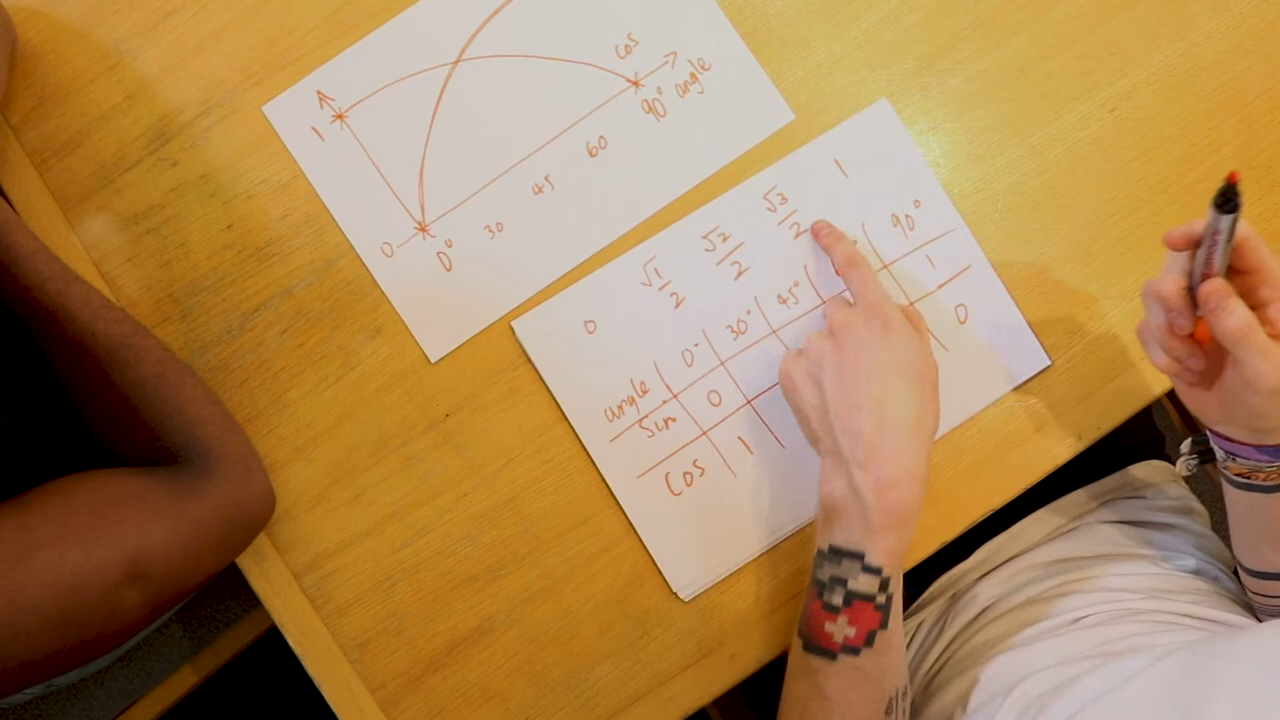 cos
1
90° angle
60
45
30
0
0°
0 √1/2 √2/2 √3/2 1
angle 0° 30° 45° 90°
Sin 0 1
Cos 1 0